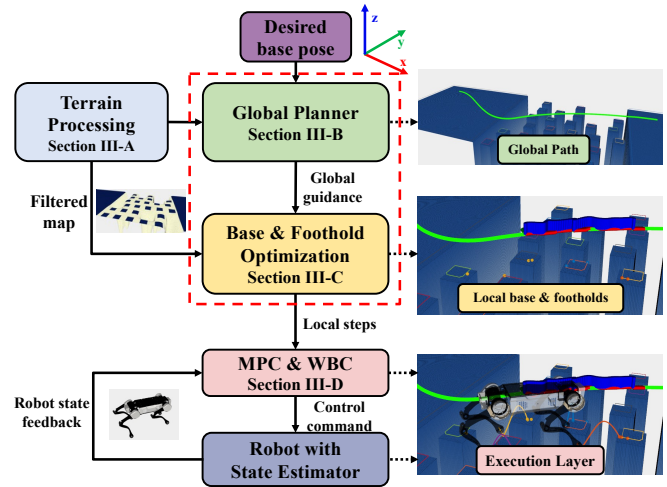 Desired
base pose
z
y
x
Terrain
Processing
Section III-A
Global Planner
Section III-B
Global Path
Filtered
map
Global
guidance
Base & Foothold
Optimization
Section III-C
Local base & footholds
Local steps
MPC & WBC
Section III-D
Robot state
feedback
Control
command
Robot with
State Estimator
Execution Layer